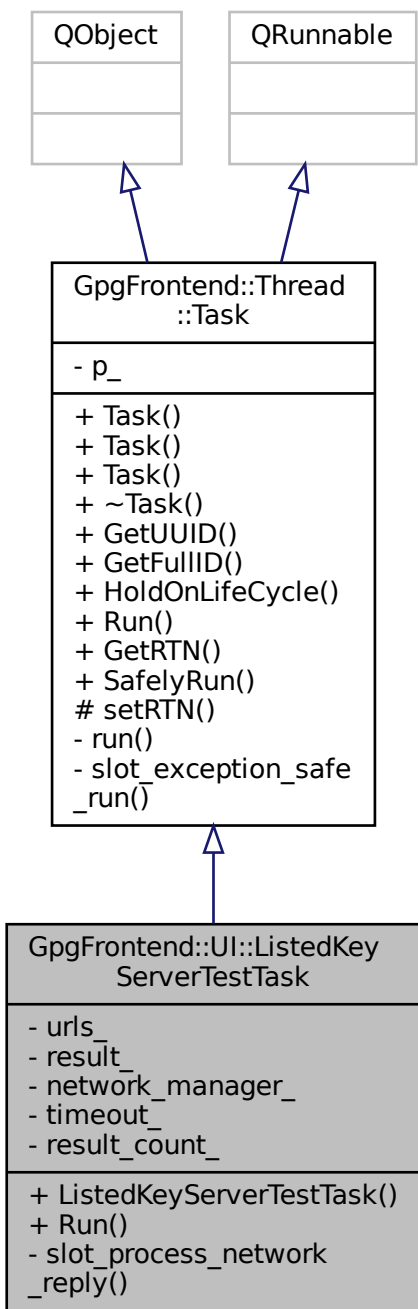 QObject
QRunnable
GpgFrontend::Thread
::Task
- p_
+ Task()
+ Task()
+ Task()
+ ~Task()
+ GetUUID()
+ GetFullID()
+ HoldOnLifeCycle()
+ Run()
+ GetRTN()
+ SafelyRun()
# setRTN()
- run()
- slot_exception_safe
_run()
GpgFrontend::UI::ListedKey
ServerTestTask
- urls_
- result_
- network_manager_
- timeout_
- result_count_
+ ListedKeyServerTestTask()
+ Run()
- slot_process_network
_reply()